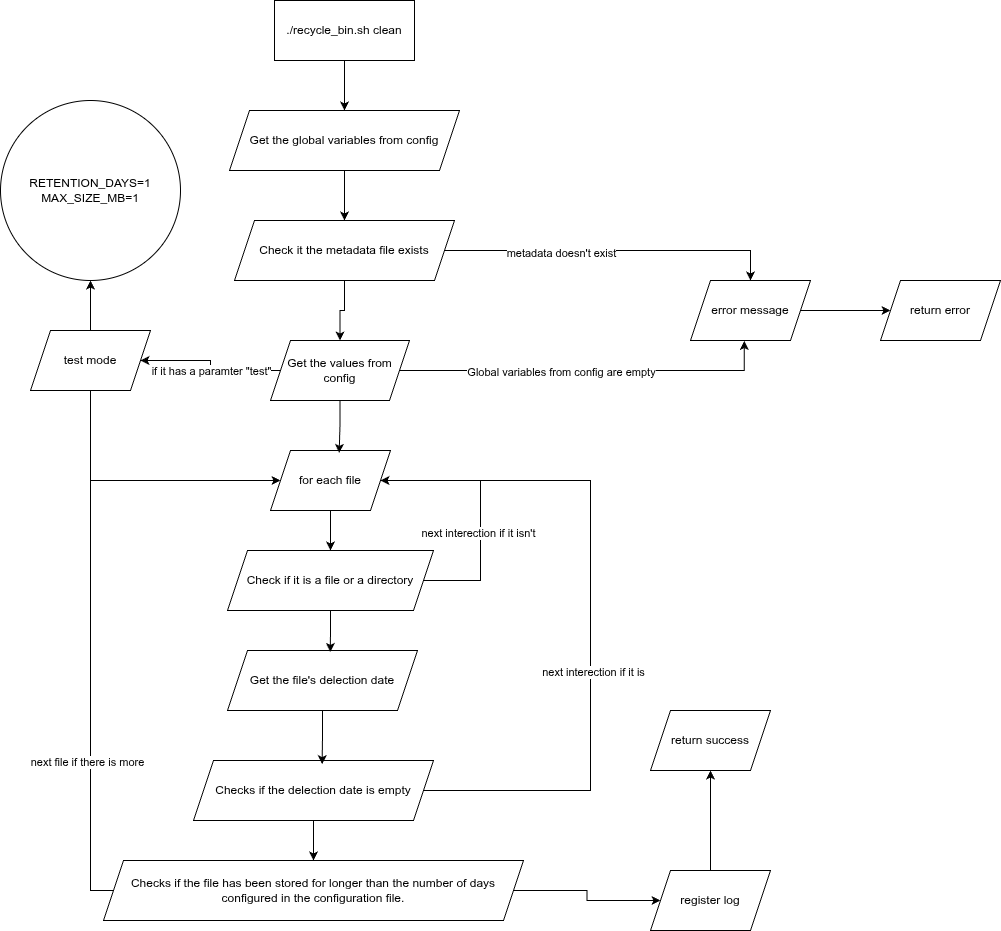 ./recycle_bin.sh clean
Get the global variables from config
RETENTION_DAYS=1
MAX_SIZE_MB=1
Check it the metadata file exists
metadata doesn't exist
error message
return error
test mode
if it has a paramter "test"
Get the values from
config
Global variables from config are empty
for each file
next interection if it isn't
Check if it is a file or a directory
Get the file's delection date
next interection if it is
return success
next file if there is more
Checks if the delection date is empty
Checks if the file has been stored for longer than the number of days
configured in the configuration file.
register log